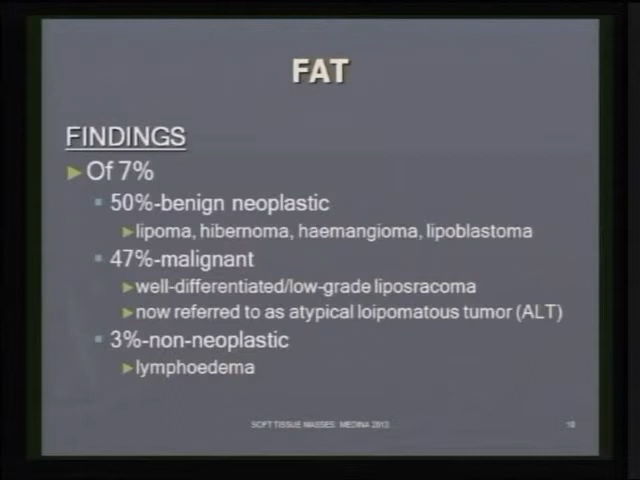 FAT
FINDINGS
►Of 7%
▪ 50%-benign neoplastic
►lipoma, hibernoma, haemangioma, lipoblastoma
▪ 47%-malignant
►well-differentiated/low-grade liposracoma
►now referred to as atypical loipomatous tumor (ALT)
▪ 3%-non-neoplastic
►lymphoedema
SOFT TISSUE MASSES MEDINA 2013